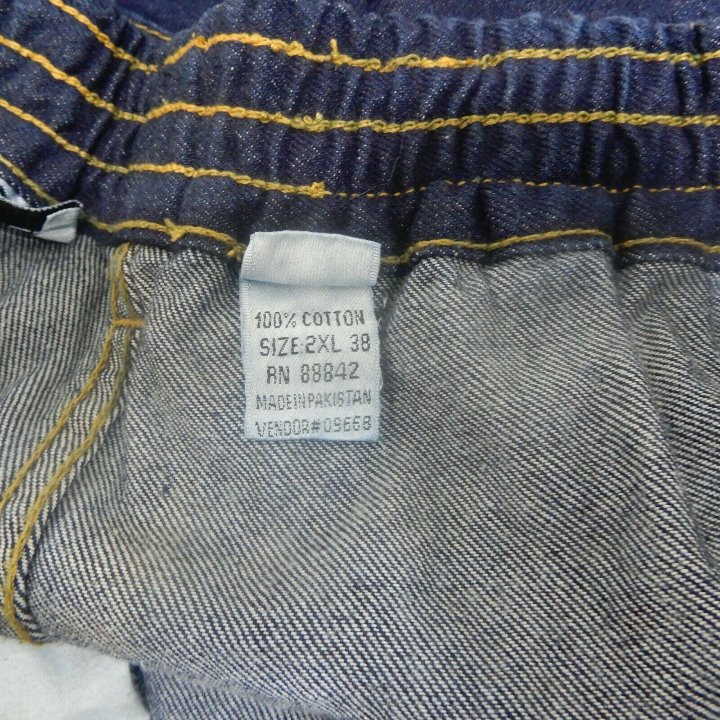 100% COTTON
SIZE:2XL 38
RN 88842
MADE IN PAKISTAN
VENDOR#09668